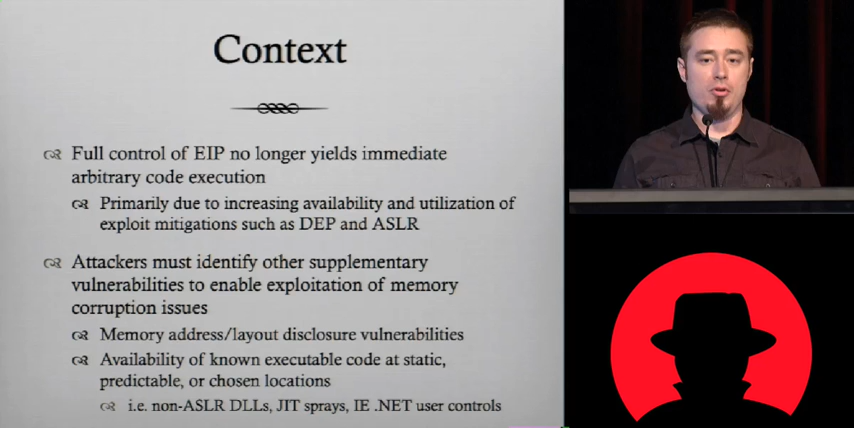 Context
Full control of EIP no longer yields immediate
arbitrary code execution
Primarily due to increasing availability and utilization of
exploit mitigations such as DEP and ASLR
Attackers must identify other supplementary
vulnerabilities to enable exploitation of memory
corruption issues
Memory address/layout disclosure vulnerabilities
Availability of known executable code at static,
predictable, or chosen locations
i.e. non-ASLR DLLs, JIT sprays, IE .NET user controls